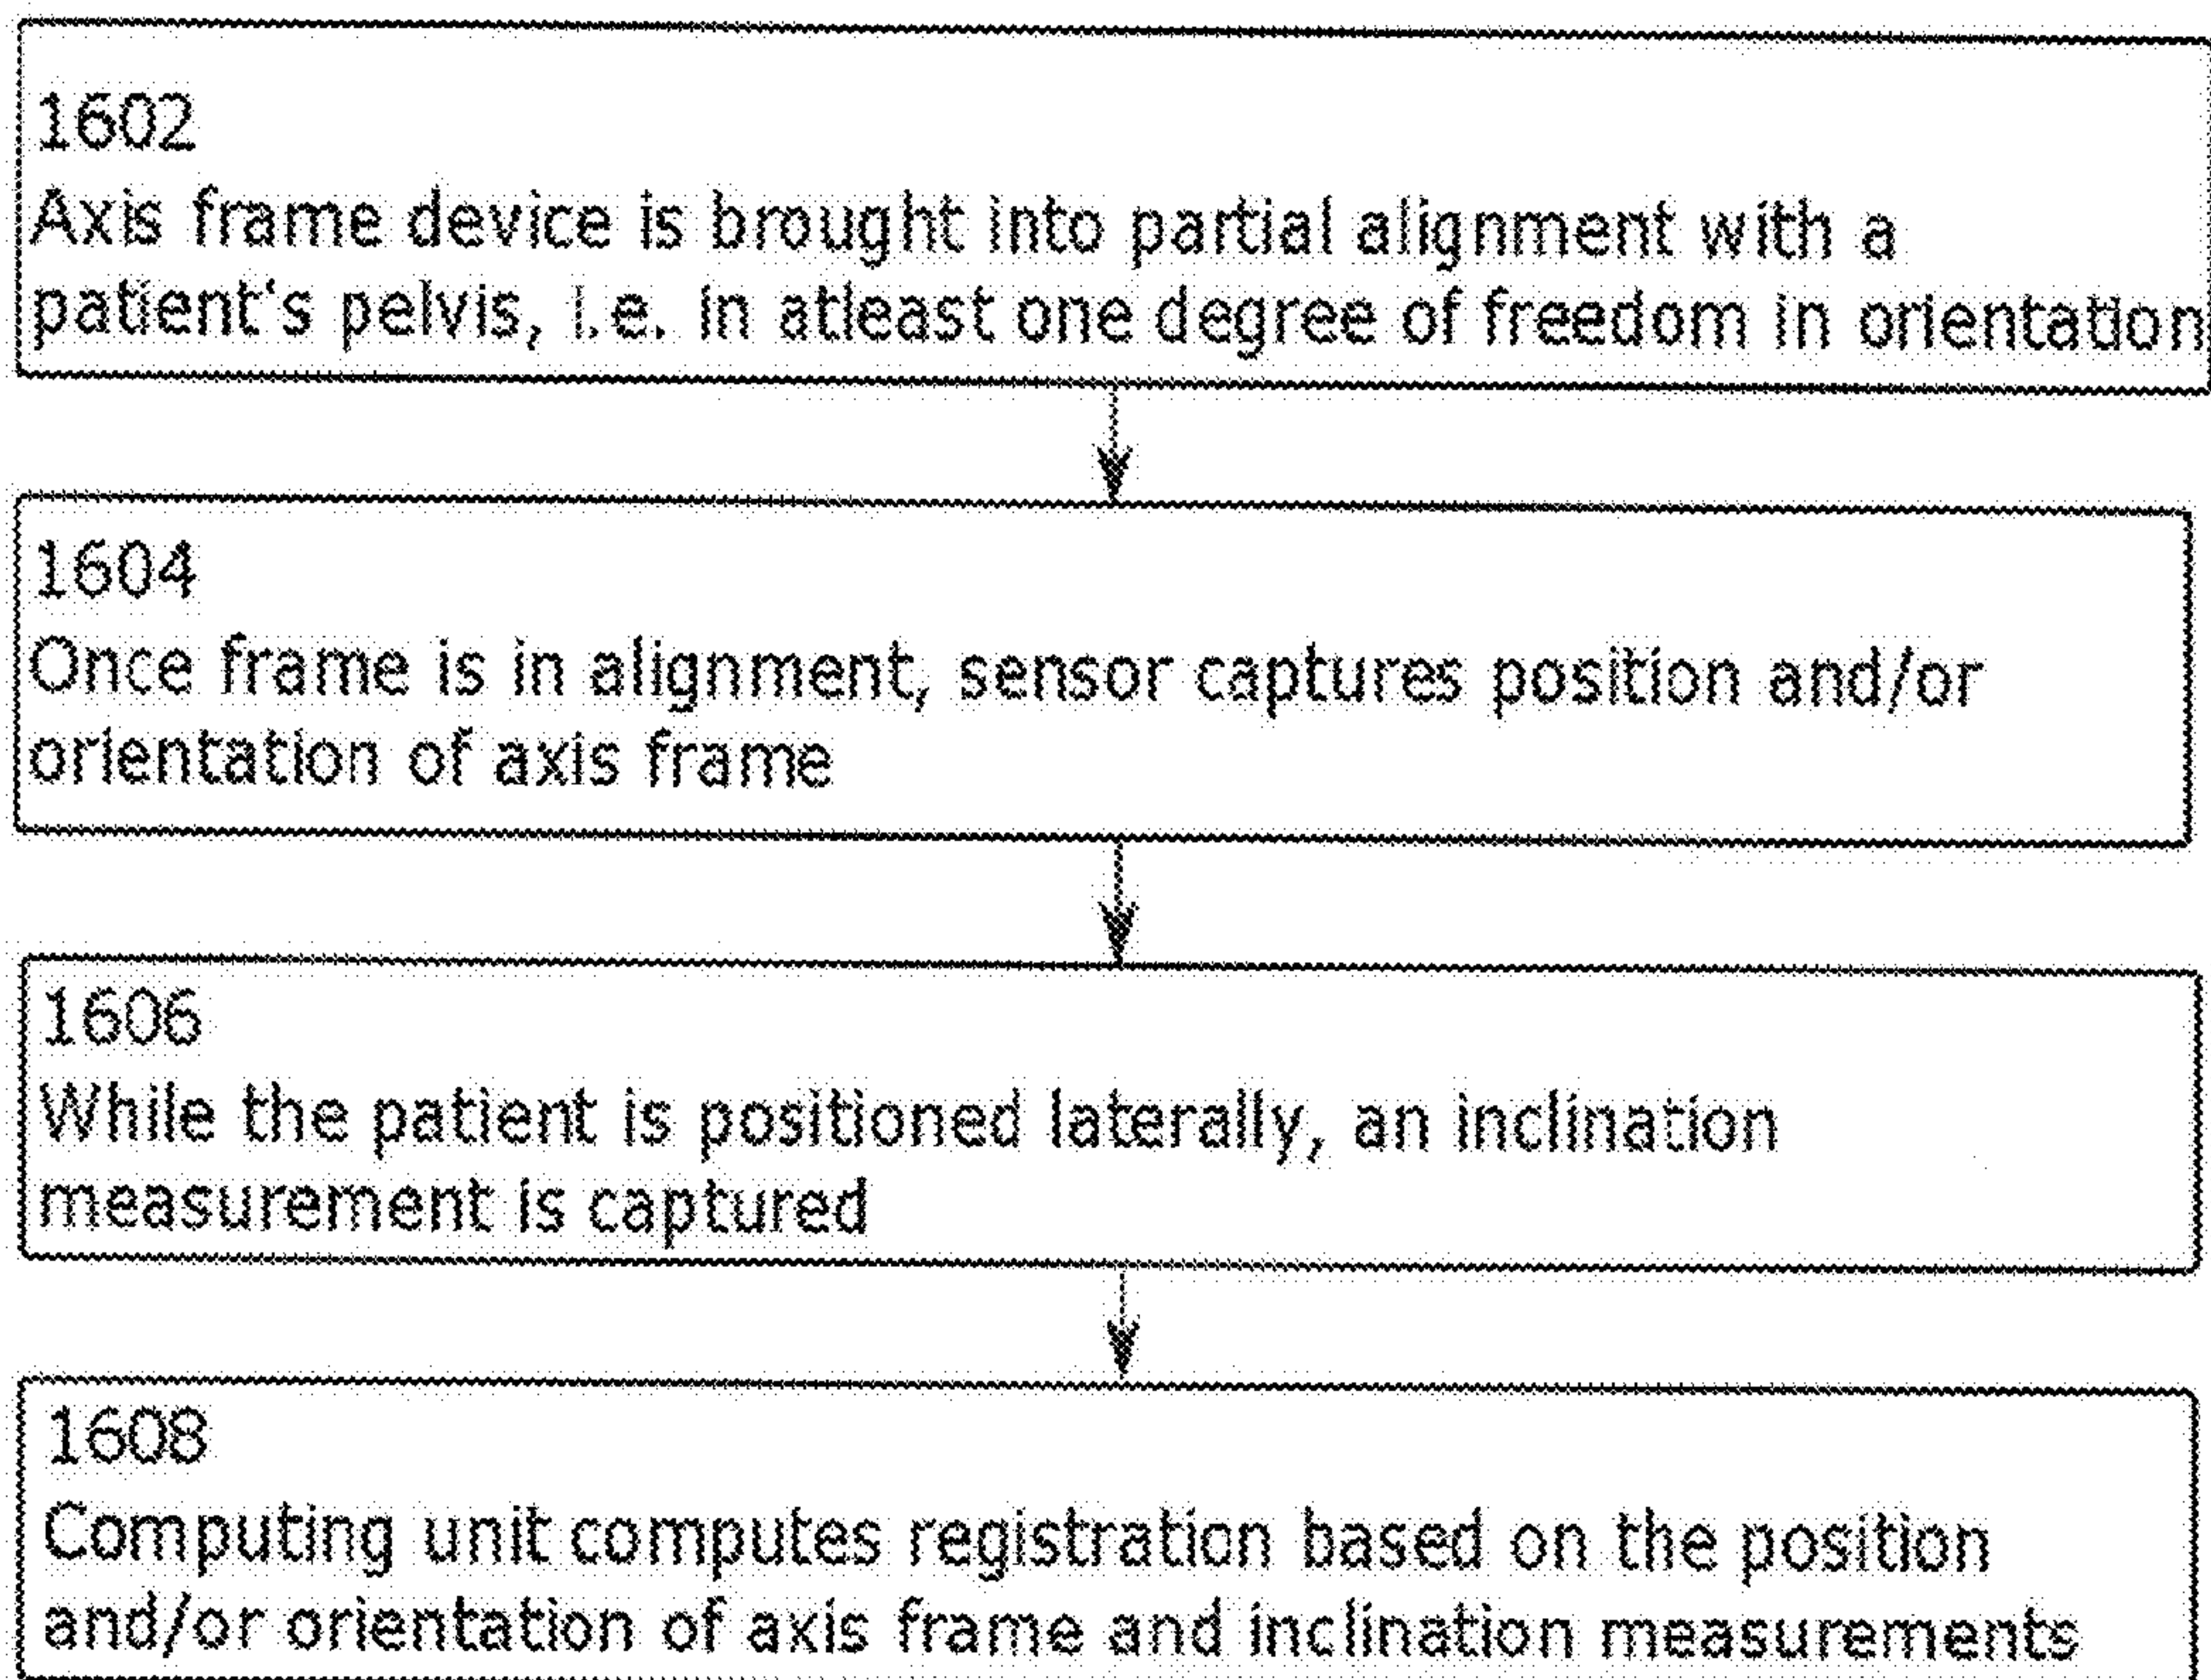 1602
Axis frame device is brought into partial alignment with a
patient's pelvis, i.e. in atleast one degree of freedom in orientation
1604
Once frame is in alignment, sensor captures position and/or
orientation of axis frame
1606
While the patient is positioned laterally, an inclination
measurement is captured
1608
Computing unit computes registration based on the position
and/or orientation of axis frame and inclination measurements